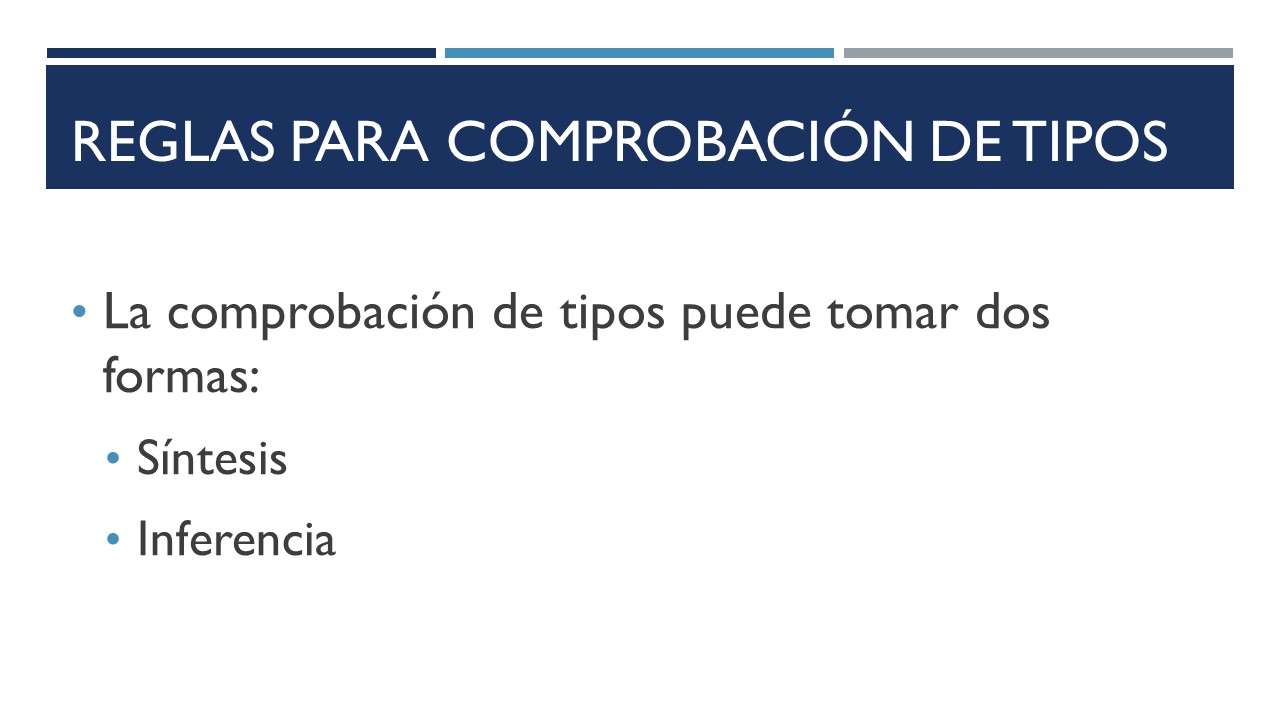 REGLAS PARA COMPROBACIÓN DE TIPOS
• La comprobación de tipos puede tomar dos
formas:
• Síntesis
• Inferencia